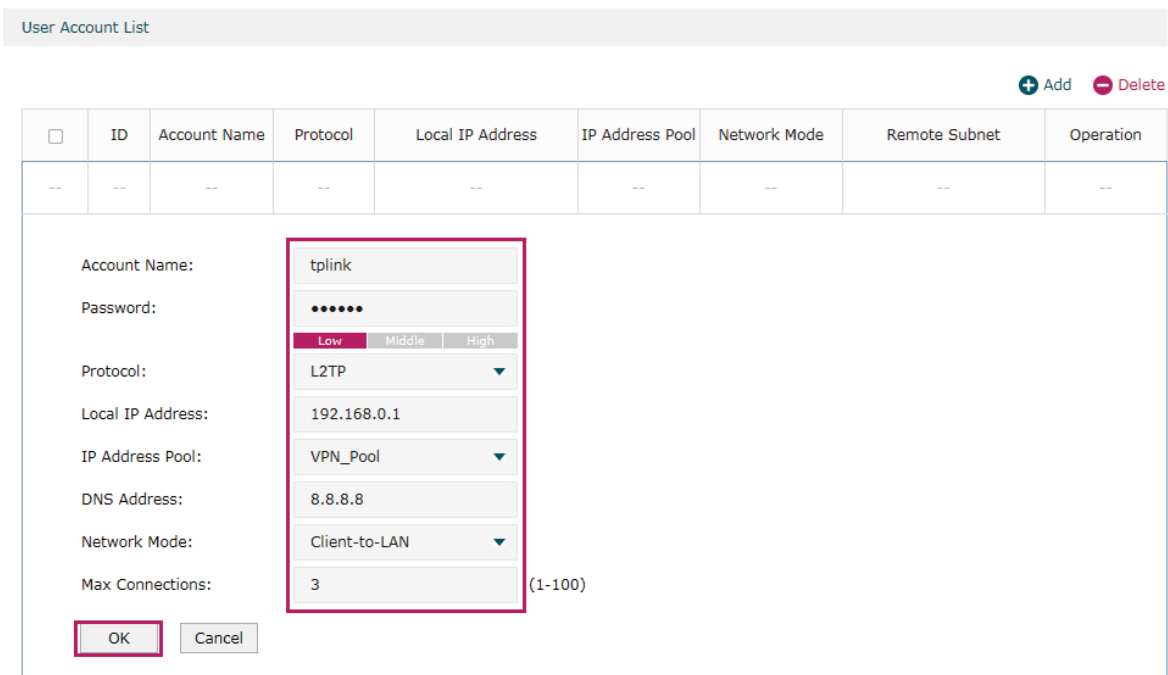 User Account List
Add Delete
ID Account Name Protocol Local IP Address IP Address Pool Network Mode Remote Subnet Operation
-- -- -- -- -- -- -- -- --
Account Name: tplink
Password: ••••••
Low Middle High
Protocol: L2TP
Local IP Address: 192.168.0.1
IP Address Pool: VPN_Pool
DNS Address: 8.8.8.8
Network Mode: Client-to-LAN
Max Connections: 3 (1-100)
OK Cancel